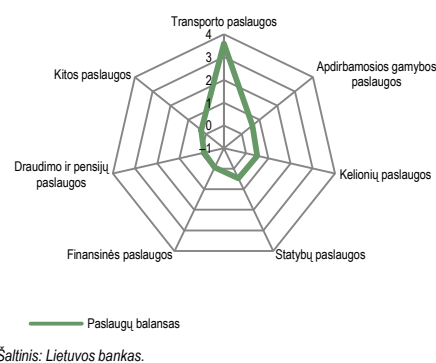 Transporto paslaugos
4
Kitos paslaugos
3
Apdirbamosios gamybos
paslaugos
2
1
0
–1
Draudimo ir pensijų
paslaugos
Kelionių paslaugos
Finansinės paslaugos
Statybų paslaugos
Paslaugų balansas
Šaltinis: Lietuvos bankas.